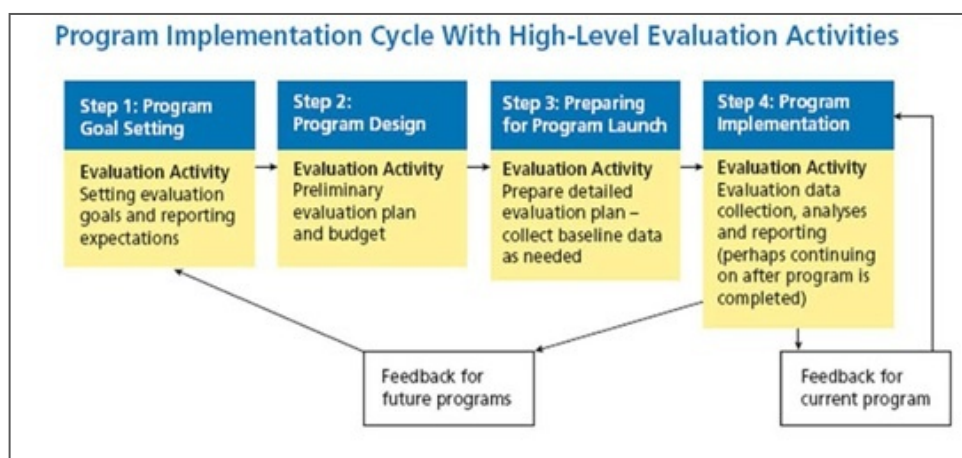 Program Implementation Cycle With High-Level Evaluation Activities
Step 1: Program
Goal Setting
Evaluation Activity
Setting evaluation
goals and reporting
expectations
Step 2:
Program Design
Evaluation Activity
Preliminary
evaluation plan
and budget
Step 3: Preparing
for Program Launch
Evaluation Activity
Prepare detailed
evaluation plan –
collect baseline data
as needed
Step 4: Program
Implementation
Evaluation Activity
Evaluation data
collection, analyses
and reporting
(perhaps continuing
on after program is
completed)
Feedback for
future programs
Feedback for
current program